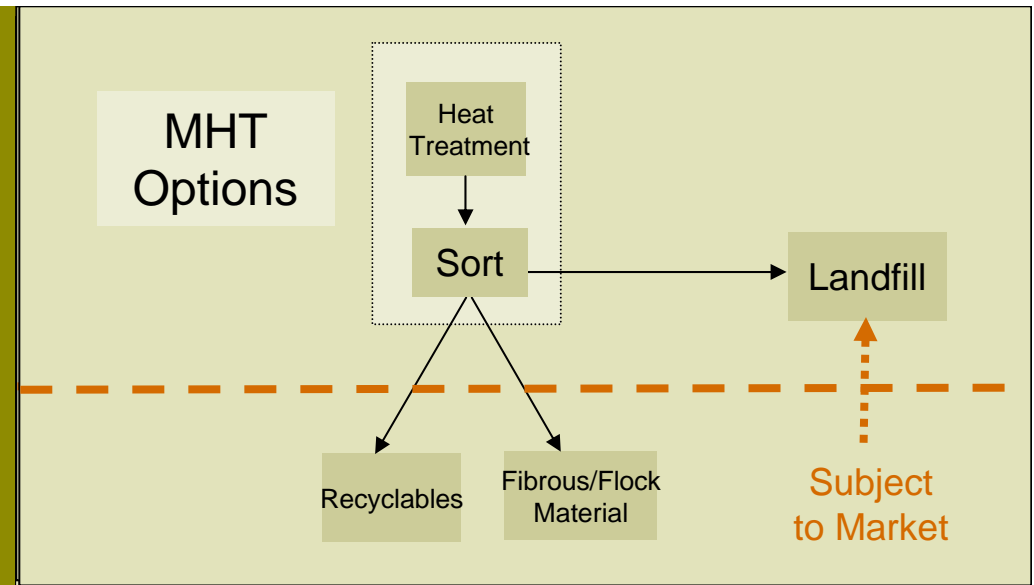 MHT
Options
Heat
Treatment
Sort
Landfill
Recyclables
Fibrous/Flock
Material
Subject
to Market